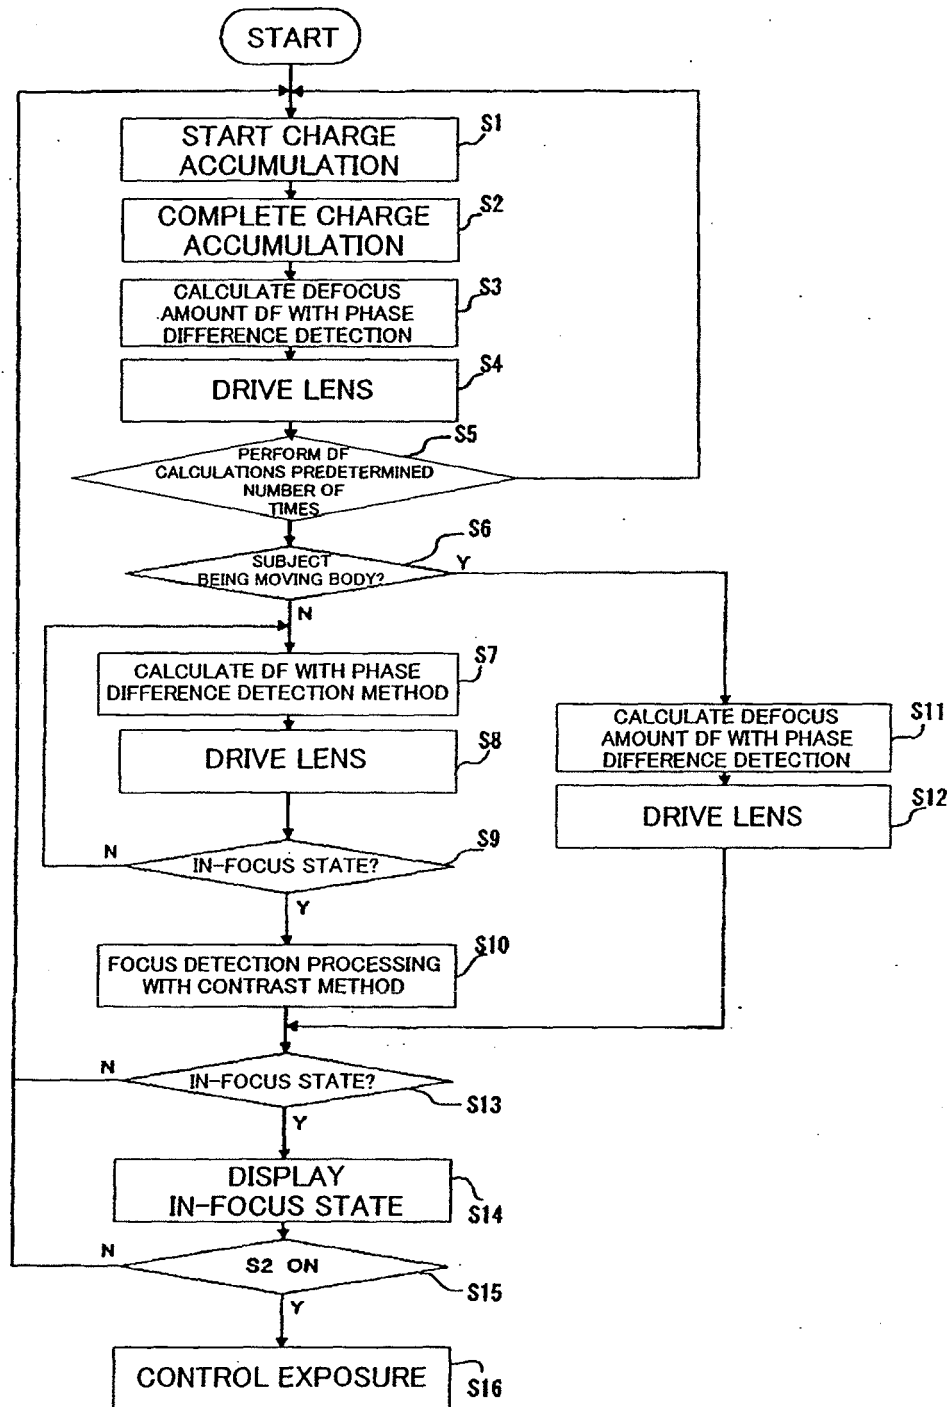 START
START CHARGE
ACCUMULATION
S1
COMPLETE CHARGE
ACCUMULATION
S2
CALCULATE DEFOCUS
AMOUNT DF WITH PHASE
DIFFERENCE DETECTION
S3
DRIVE LENS
S4
PERFORM DF
CALCULATIONS PREDETERMINED
NUMBER OF
TIMES
S5
SUBJECT
BEING MOVING BODY?
S6
Y
N
CALCULATE DF WITH PHASE
DIFFERENCE DETECTION METHOD
S7
DRIVE LENS
S8
IN-FOCUS STATE?
S9
N
Y
FOCUS DETECTION PROCESSING
WITH CONTRAST METHOD
S10
CALCULATE DEFOCUS
AMOUNT DF WITH PHASE
DIFFERENCE DETECTION
S11
DRIVE LENS
S12
N
IN-FOCUS STATE?
S13
Y
DISPLAY
IN-FOCUS STATE
S14
N
S2 ON
S15
Y
CONTROL EXPOSURE
S16